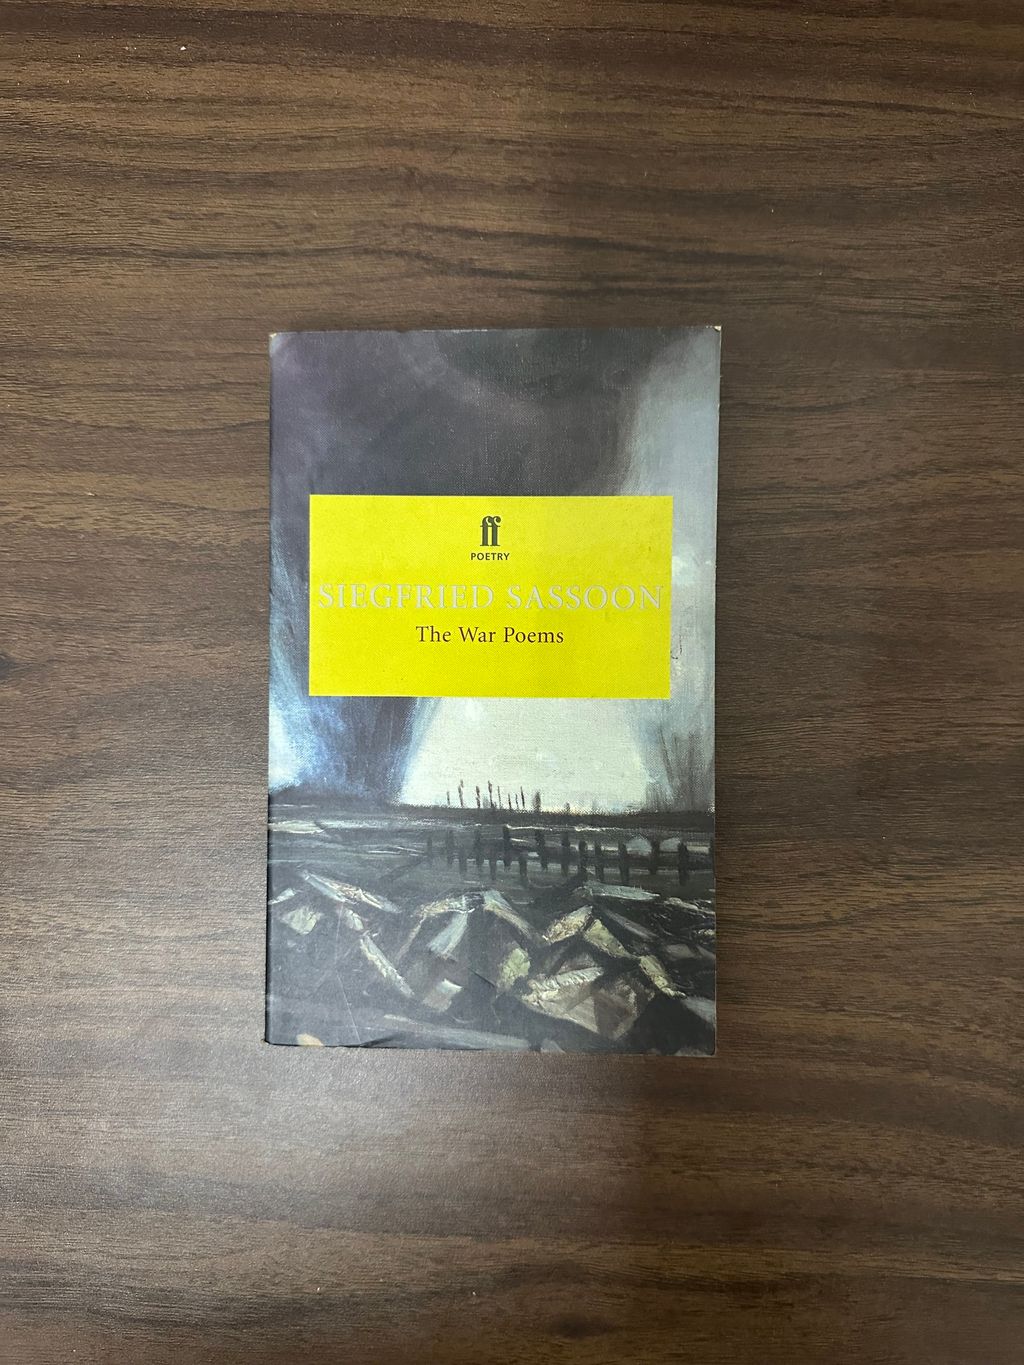 ff
POETRY
SIEGFRIED SASSOON
The War Poems